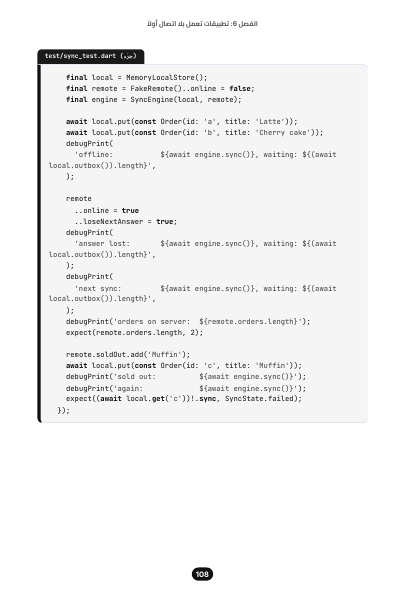 الفصل 6: تطبيقات تعمل بلا اتصال أولاً
test/sync_test.dart (جزء)
final local = MemoryLocalStore();
final remote = FakeRemote()..online = false;
final engine = SyncEngine(local, remote);
await local.put(const Order(id: 'a', title: 'Latte'));
await local.put(const Order(id: 'b', title: 'Cherry cake'));
debugPrint(
'offline:           ${await engine.sync()}, waiting: ${(await
local.outbox()).length}',
);
remote
..online = true
..loseNextAnswer = true;
debugPrint(
'answer lost:       ${await engine.sync()}, waiting: ${(await
local.outbox()).length}',
);
debugPrint(
'next sync:         ${await engine.sync()}, waiting: ${(await
local.outbox()).length}',
);
debugPrint('orders on server:  ${remote.orders.length}');
expect(remote.orders.length, 2);
remote.soldOut.add('Muffin');
await local.put(const Order(id: 'c', title: 'Muffin'));
debugPrint('sold out:          ${await engine.sync()}');
debugPrint('again:             ${await engine.sync()}');
expect((await local.get('c'))!.sync, SyncState.failed);
});
108